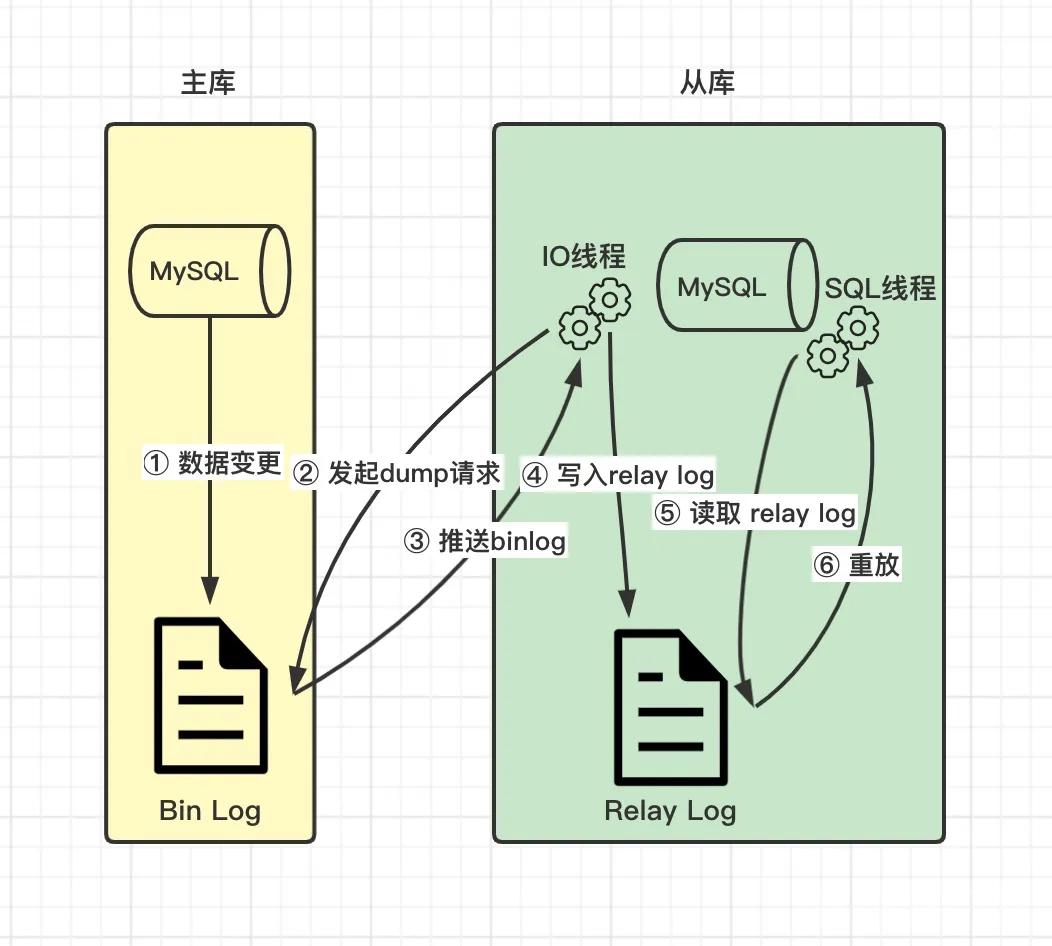 主库
从库
MySQL
IO线程
MySQL
SQL线程
① 数据变更
② 发起dump请求
③ 推送binlog
④ 写入relay log
⑤ 读取 relay log
⑥ 重放
Bin Log
Relay Log